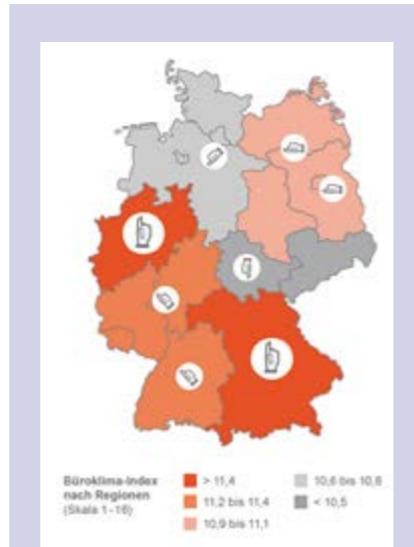 Büroklima-Index
nach Regionen
(Skala 1-16)
> 11,4
11,2 bis 11,4
10,9 bis 11,1
10,6 bis 10,8
< 10,5